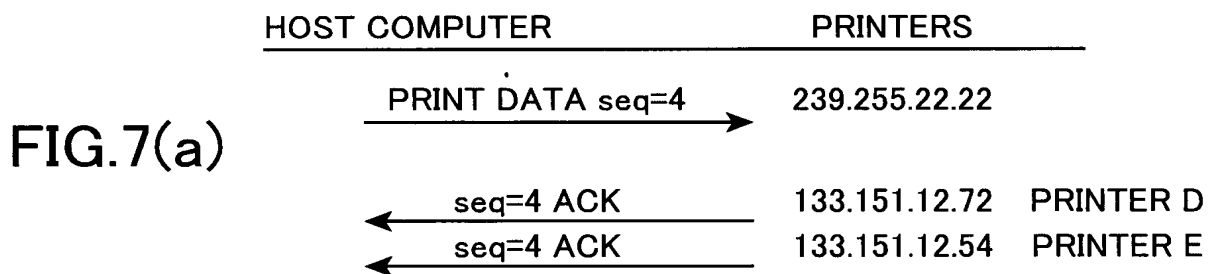 HOST COMPUTER PRINTERS
PRINT DATA seq=4 239.255.22.22
FIG.7(a)
seq=4 ACK 133.151.12.72 PRINTER D
seq=4 ACK 133.151.12.54 PRINTER E